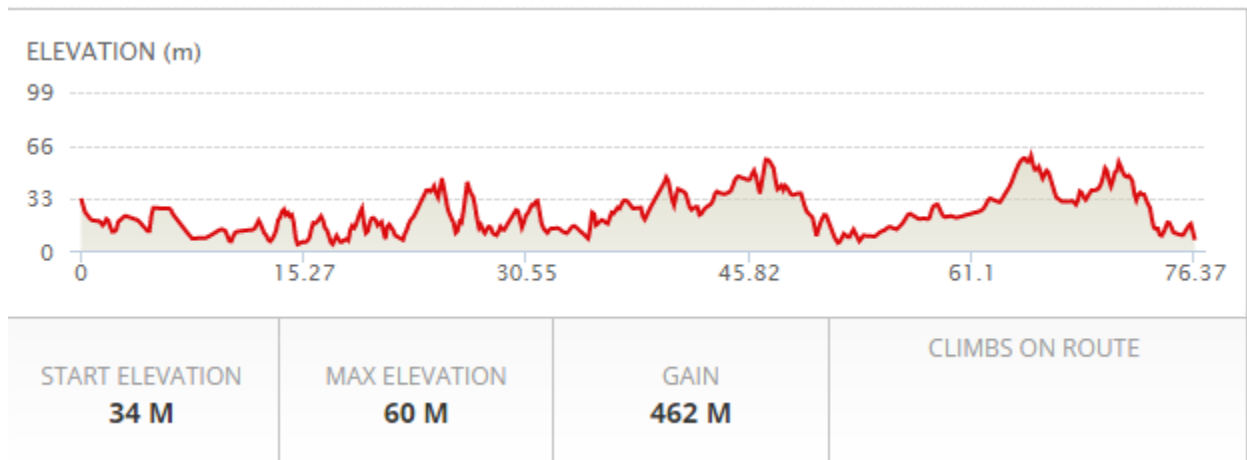 ELEVATION (m)
99
66
33
0
0 15.27 30.55 45.82 61.1 76.37
START ELEVATION
34 M
MAX ELEVATION
60 M
GAIN
462 M
CLIMBS ON ROUTE